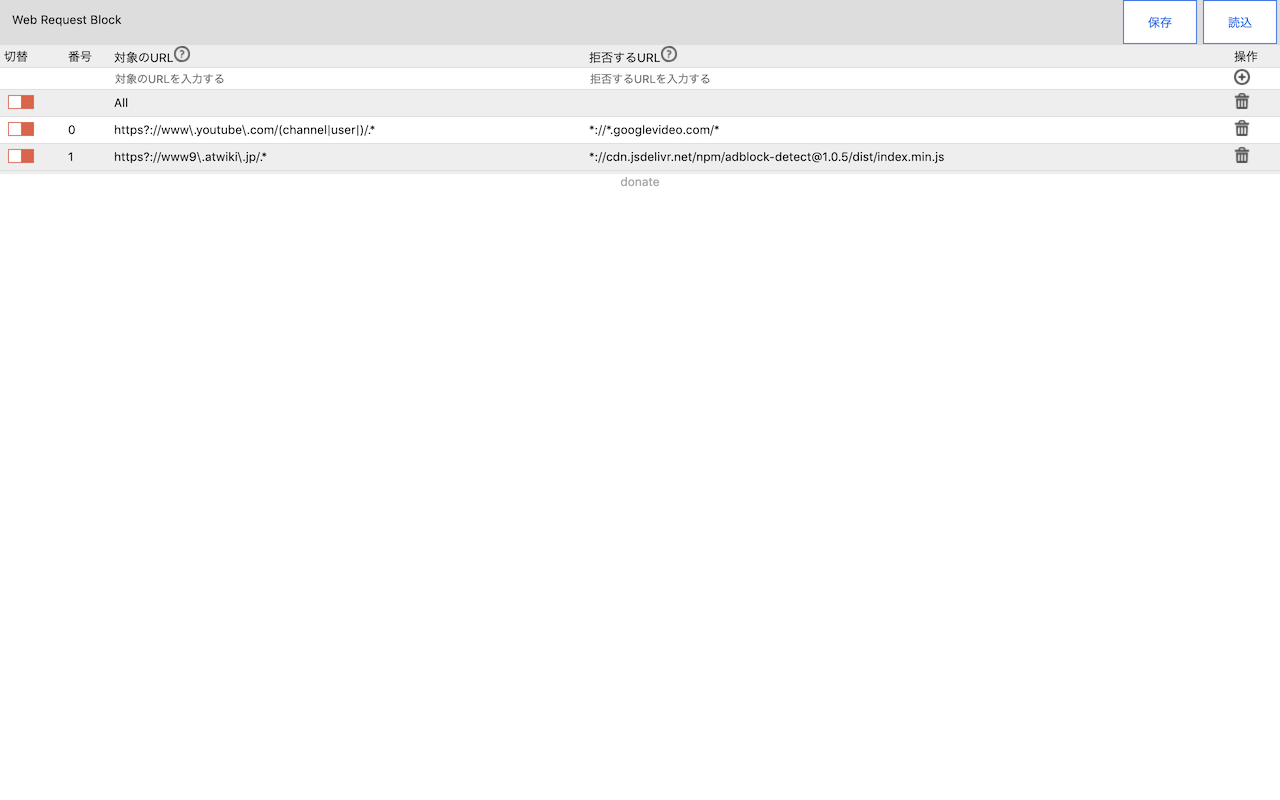 Web Request Block 保存 読込
切替 番号 対象のURL? 拒否するURL? 操作
対象のURLを入力する 拒否するURLを入力する
All
0 https?://www\.youtube\.com/(channel|user|)/.* *://*.googlevideo.com/*
1 https?://www9\.atwiki\.jp/.* *://cdn.jsdelivr.net/npm/adblock-detect@1.0.5/dist/index.min.js
donate